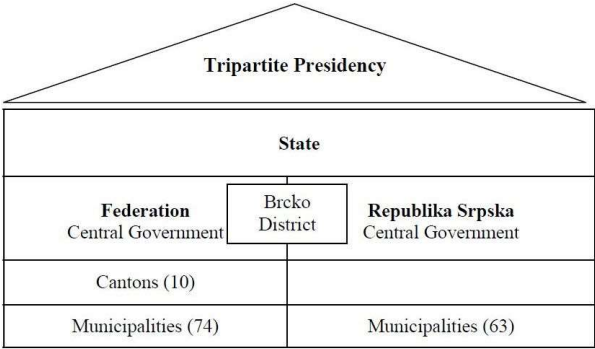 Tripartite Presidency
State
Federation
Central Government
Brcko
District
Republika Srpska
Central Government
Cantons (10)
Municipalities (74)
Municipalities (63)